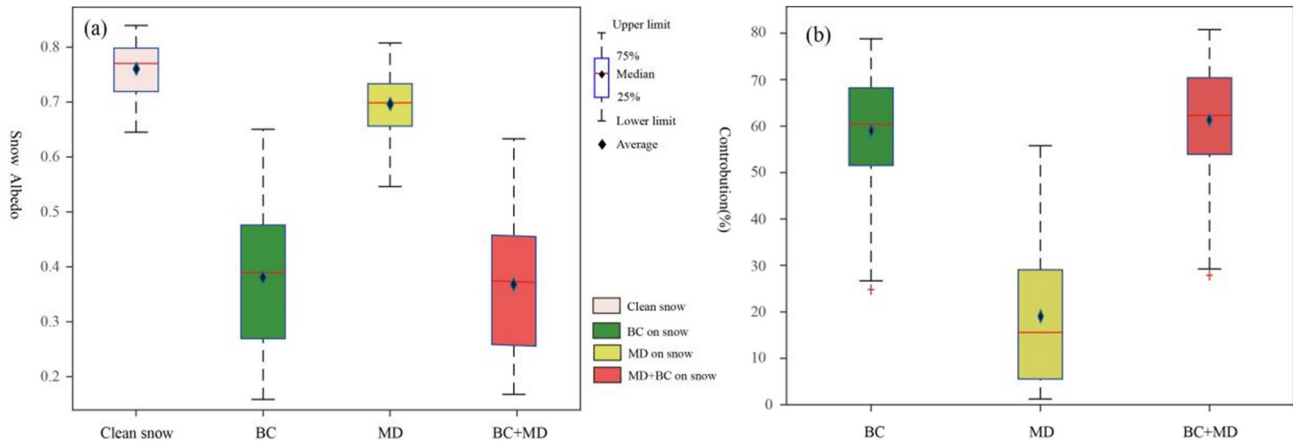 (a)
Snow Albedo
0.8
0.7
0.6
0.5
0.4
0.3
0.2
Clean snow
BC
MD
BC+MD
Upper limit
75%
Median
25%
Lower limit
Average
Clean snow
BC on snow
MD on snow
MD+BC on snow
(b)
Controbution(%)
80
70
60
50
40
30
20
10
0
BC
MD
BC+MD